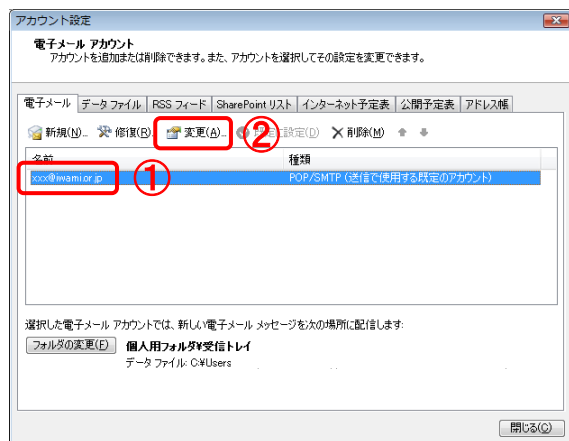 アカウント設定
電子メール アカウント
アカウントを追加または削除できます。また、アカウントを選択してその設定を変更できます。
電子メール データ ファイル RSS フィード SharePoint リスト インターネット予定表 公開予定表 アドレス帳
新規(N)... 修復(R)... 変更(A)... ② 設定(D) 削除(M)
名前 種類
xxx@iwami.or.jp ① POP/SMTP (送信で使用する既定のアカウント)
選択した電子メール アカウントでは、新しい電子メール メッセージを次の場所に配信します:
フォルダの変更(F) 個人用フォルダ¥受信トレイ
データ ファイル: C:¥Users
閉じる(C)